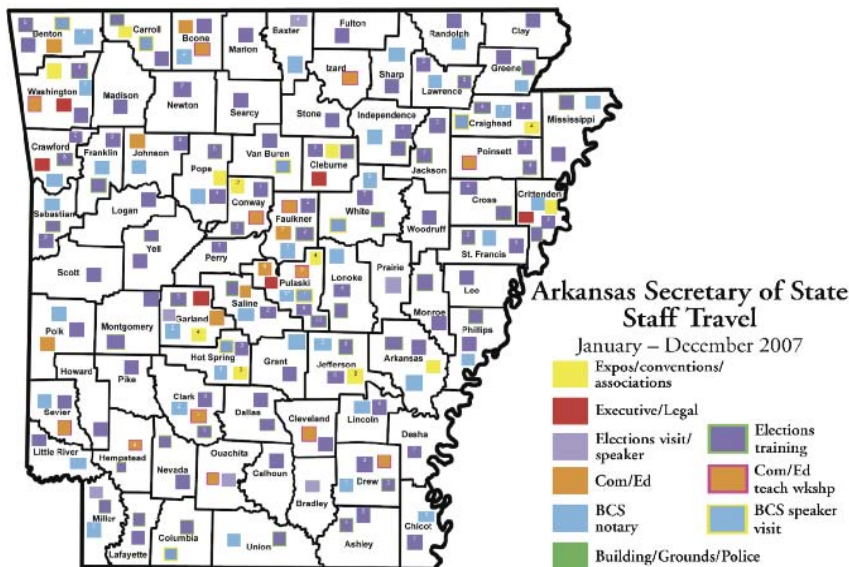 Benton
Carroll
Boone
Marion
Baxter
Fulton
Randolph
Clay
Izard
Sharp
Lawrence
Greene
Washington
Madison
Newton
Searcy
Stone
Independence
Craighead
Mississippi
Crawford
Franklin
Johnson
Pope
Van Buren
Cleburne
Jackson
Poinsett
Sebastian
Logan
Conway
Faulkner
White
Woodruff
Cross
Crittenden
Scott
Yell
Perry
Pulaski
Lonoke
Prairie
St. Francis
Lee
Saline
Monroe
Phillips
Polk
Montgomery
Garland
Hot Spring
Grant
Jefferson
Arkansas
Howard
Pike
Clark
Dallas
Cleveland
Lincoln
Desha
Sevier
Little River
Hempstead
Nevada
Ouachita
Calhoun
Bradley
Drew
Miller
Lafayette
Columbia
Union
Ashley
Chicot
Arkansas Secretary of State
Staff Travel
January – December 2007
Expos/conventions/
associations
Executive/Legal
Elections visit/
speaker
Com/Ed
BCS
notary
Building/Grounds/Police
Elections
training
Com/Ed
teach wkshp
BCS speaker
visit